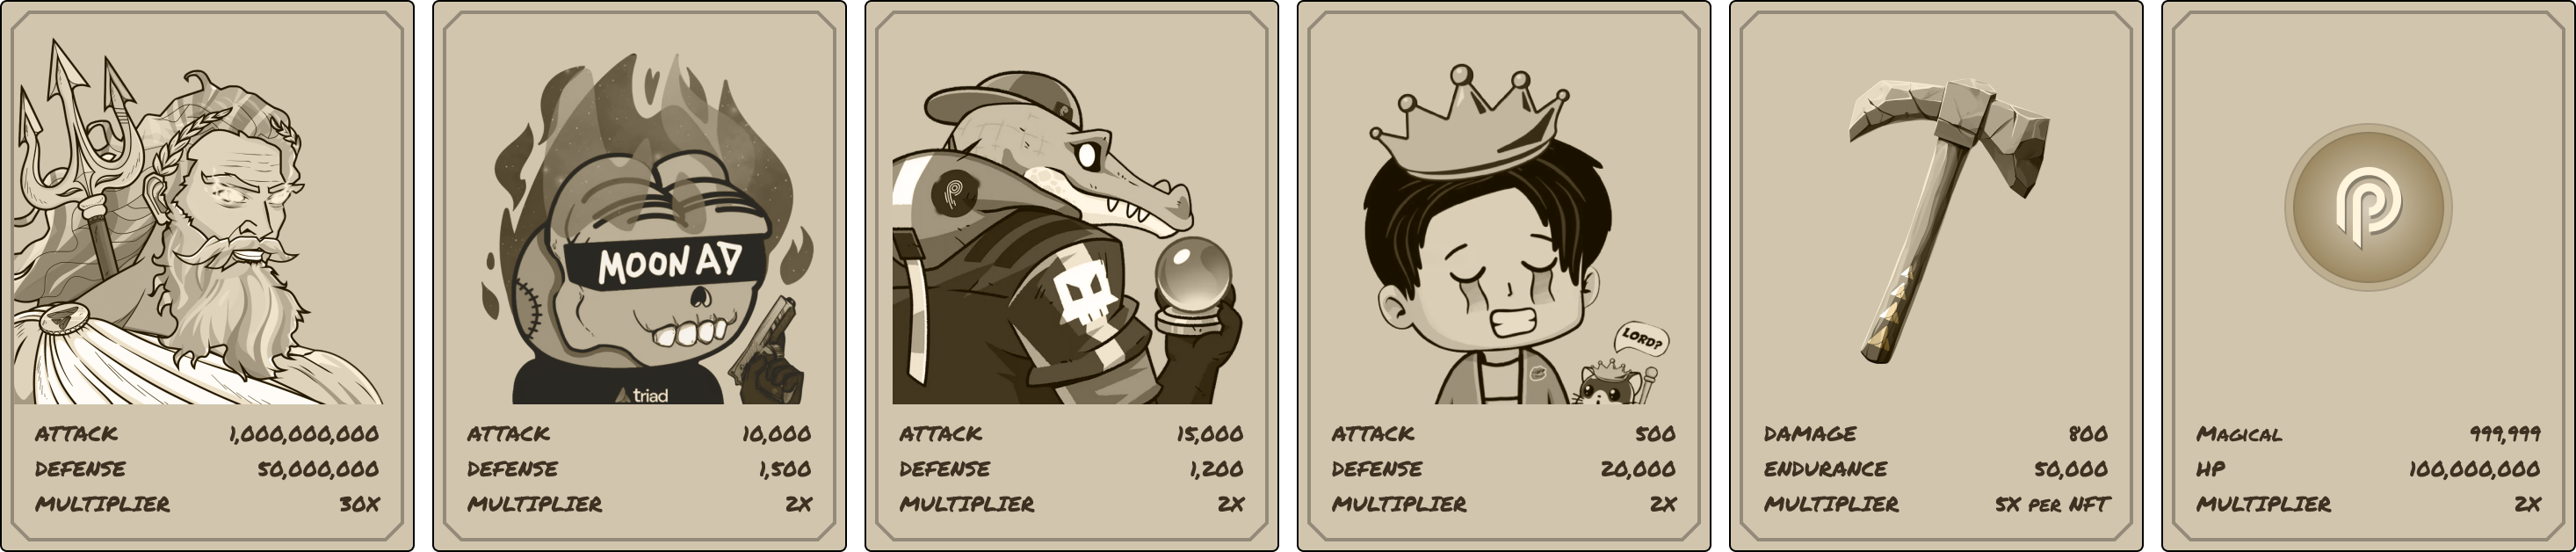 ATTACK 1,000,000,000
DEFENSE 50,000,000
MULTIPLIER 30X
MOON AD
triad
ATTACK 10,000
DEFENSE 1,500
MULTIPLIER 2X
ATTACK 15,000
DEFENSE 1,200
MULTIPLIER 2X
LORD?
ATTACK 500
DEFENSE 20,000
MULTIPLIER 2X
DAMAGE 800
ENDURANCE 50,000
MULTIPLIER 5X PER NFT
MAGICAL 999,999
HP 100,000,000
MULTIPLIER 2X